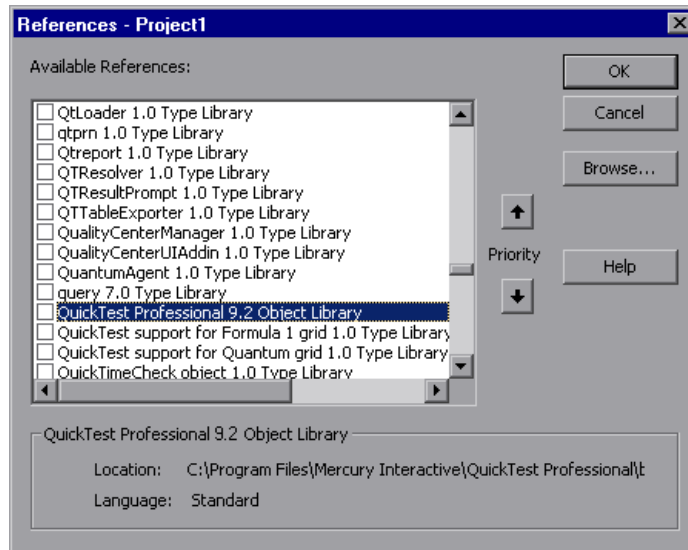 References - Project1
Available References:
QtLoader 1.0 Type Library
qtprn 1.0 Type Library
Qtreport 1.0 Type Library
QTResolver 1.0 Type Library
QTResultPrompt 1.0 Type Library
QTTableExporter 1.0 Type Library
QualityCenterManager 1.0 Type Library
QualityCenterUIAddin 1.0 Type Library
QuantumAgent 1.0 Type Library
query 7.0 Type Library
QuickTest Professional 9.2 Object Library
QuickTest support for Formula 1 grid 1.0 Type Library
QuickTest support for Quantum grid 1.0 Type Library
QuickTimeCheck object 1.0 Type Library
OK
Cancel
Browse...
Priority
Help
QuickTest Professional 9.2 Object Library
Location: C:\Program Files\Mercury Interactive\QuickTest Professional\t
Language: Standard